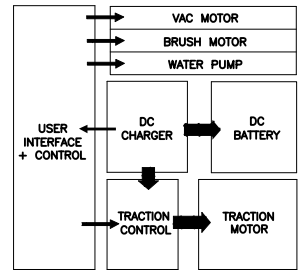 VAC MOTOR
BRUSH MOTOR
WATER PUMP
USER
INTERFACE
+ CONTROL
DC
CHARGER
DC
BATTERY
TRACTION
CONTROL
TRACTION
MOTOR